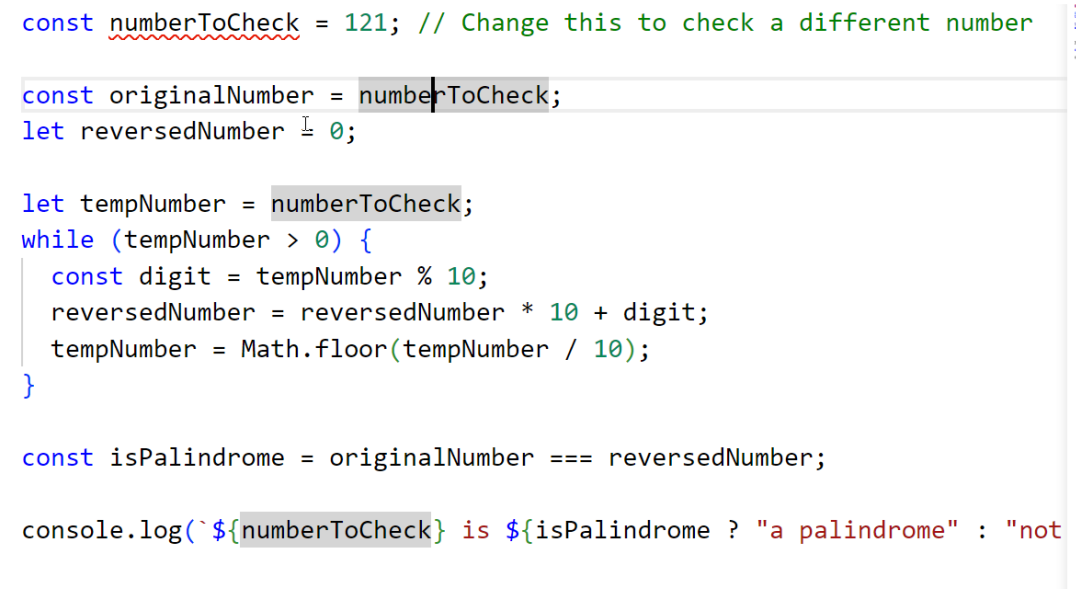 const numberToCheck = 121; // Change this to check a different number
const originalNumber = numberToCheck;
let reversedNumber = 0;
let tempNumber = numberToCheck;
while (tempNumber > 0) {
  const digit = tempNumber % 10;
  reversedNumber = reversedNumber * 10 + digit;
  tempNumber = Math.floor(tempNumber / 10);
}
const isPalindrome = originalNumber === reversedNumber;
console.log(`${numberToCheck} is ${isPalindrome ? "a palindrome" : "not